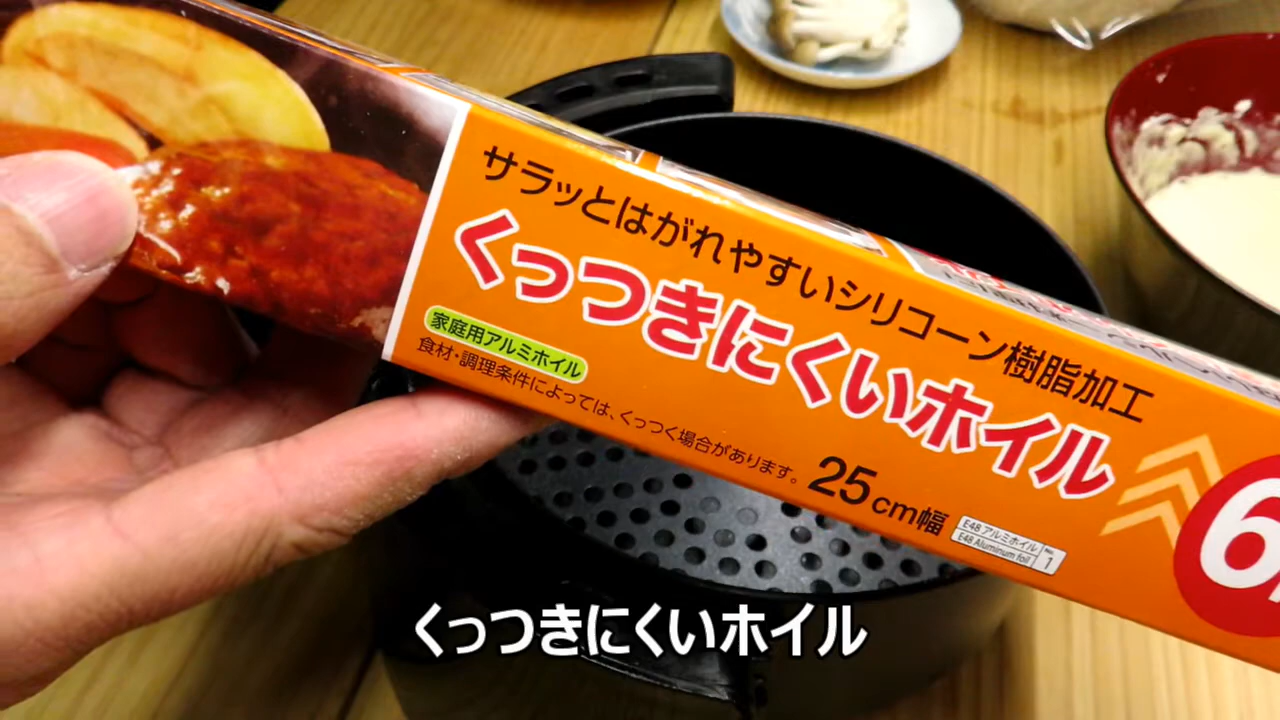 サラッとはがれやすいシリコーン樹脂加工
くっつきにくいホイル
家庭用アルミホイル
食材・調理条件によっては、くっつく場合があります。
25cm幅
E48 アルミホイル
E48 Aluminum foil
No.
1
6
くっつきにくいホイル